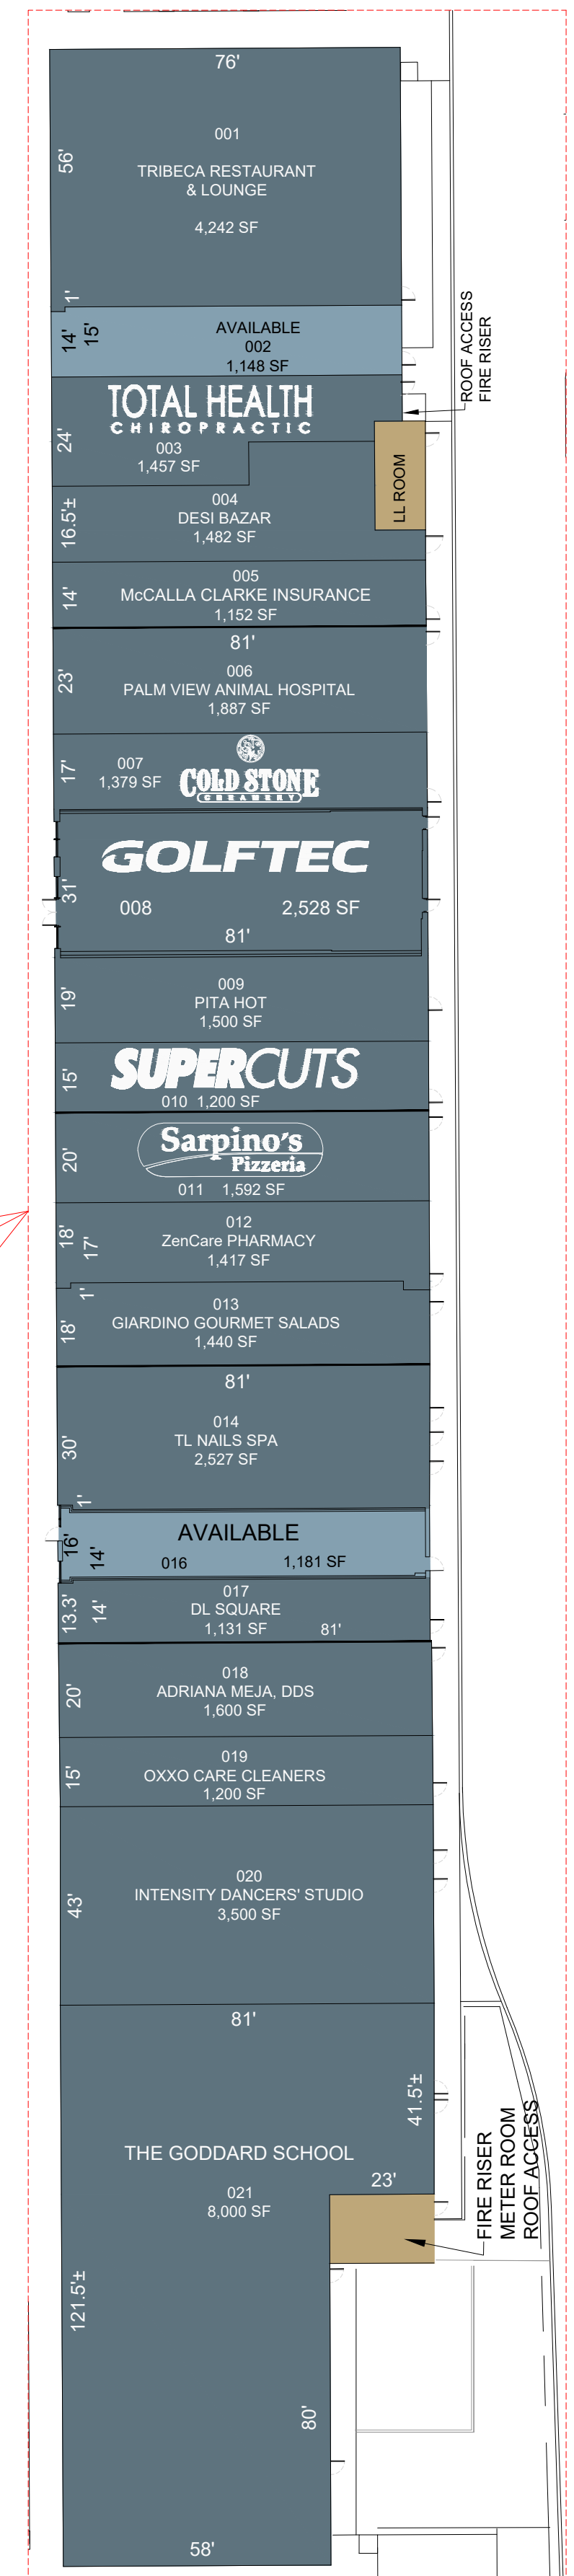 76'
56'
001
TRIBECA RESTAURANT
& LOUNGE
4,242 SF
1'
14'
15'
AVAILABLE
002
1,148 SF
ROOF ACCESS
FIRE RISER
24'
TOTAL HEALTH
CHIROPRACTIC
003
1,457 SF
LL ROOM
16.5'±
004
DESI BAZAR
1,482 SF
14'
005
McCALLA CLARKE INSURANCE
1,152 SF
81'
23'
006
PALM VIEW ANIMAL HOSPITAL
1,887 SF
17'
007
1,379 SF
COLD STONE
CREAMERY
GOLFTEC
31'
008
2,528 SF
81'
19'
009
PITA HOT
1,500 SF
15'
SUPERCUTS
010 1,200 SF
20'
Sarpino's
Pizzeria
011 1,592 SF
18'
17'
012
ZenCare PHARMACY
1,417 SF
1'
18'
013
GIARDINO GOURMET SALADS
1,440 SF
81'
30'
014
TL NAILS SPA
2,527 SF
1'
16'
14'
AVAILABLE
016
1,181 SF
13.3'
14'
017
DL SQUARE
1,131 SF
81'
20'
018
ADRIANA MEJA, DDS
1,600 SF
15'
019
OXXO CARE CLEANERS
1,200 SF
43'
020
INTENSITY DANCERS' STUDIO
3,500 SF
81'
41.5'±
THE GODDARD SCHOOL
021
8,000 SF
23'
FIRE RISER
METER ROOM
ROOF ACCESS
121.5'±
80'
58'